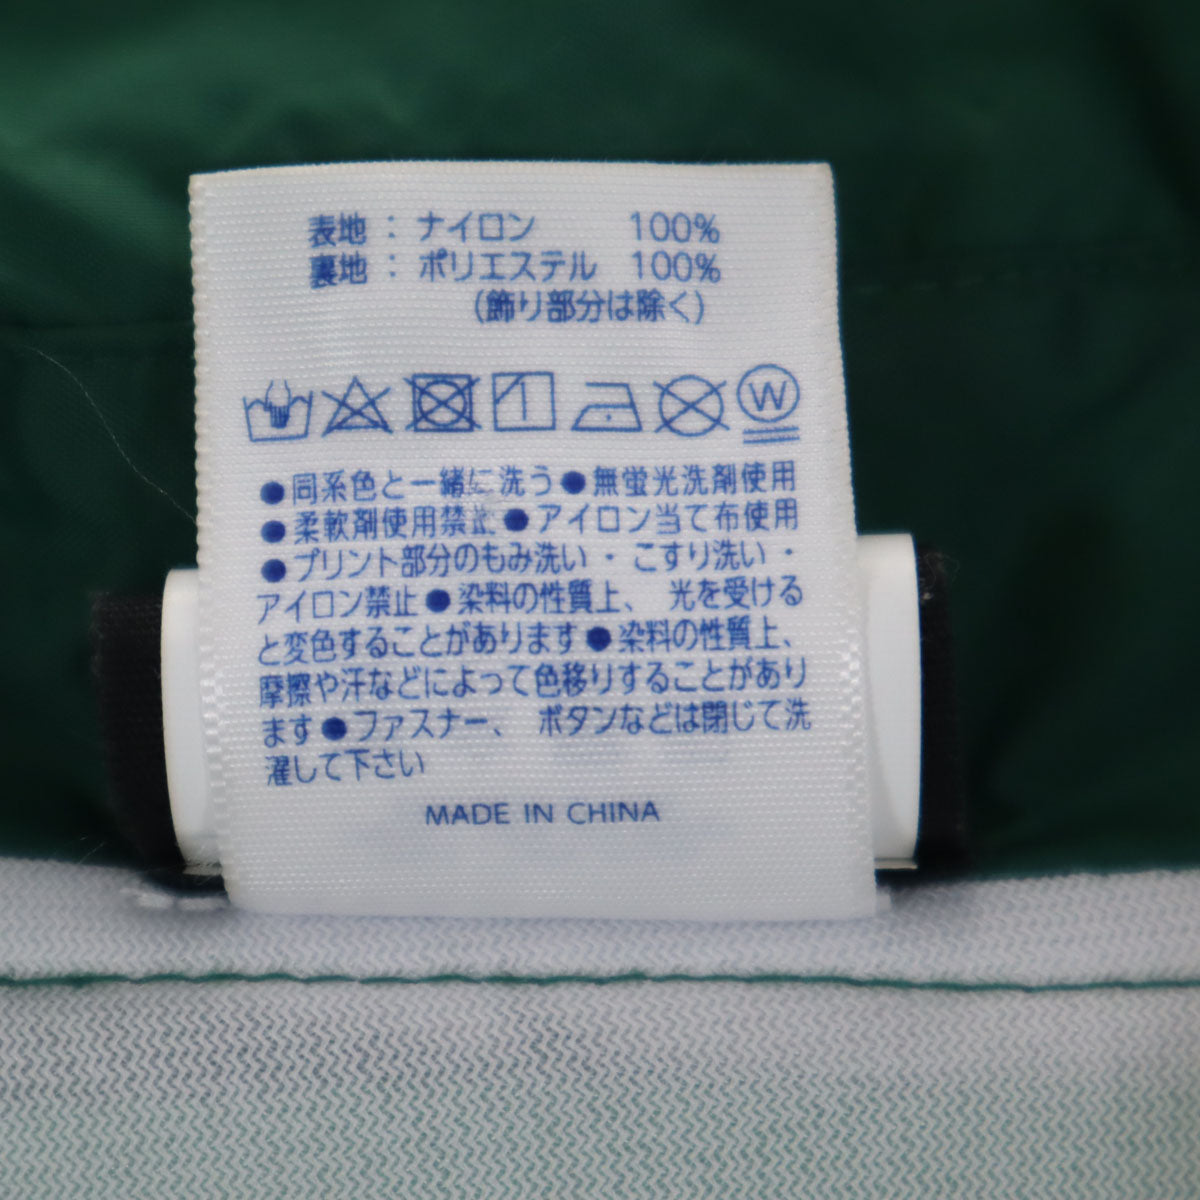 表地：ナイロン 100%
裏地：ポリエステル 100%
(飾り部分は除く)
W
●同系色と一緒に洗う●無蛍光洗剤使用
●柔軟剤使用禁止●アイロン当て布使用
●プリント部分のもみ洗い・こすり洗い・
アイロン禁止●染料の性質上、光を受ける
と変色することがあります●染料の性質上、
摩擦や汗などによって色移りすることがあり
ます●ファスナー、ボタンなどは閉じて洗
濯して下さい
MADE IN CHINA